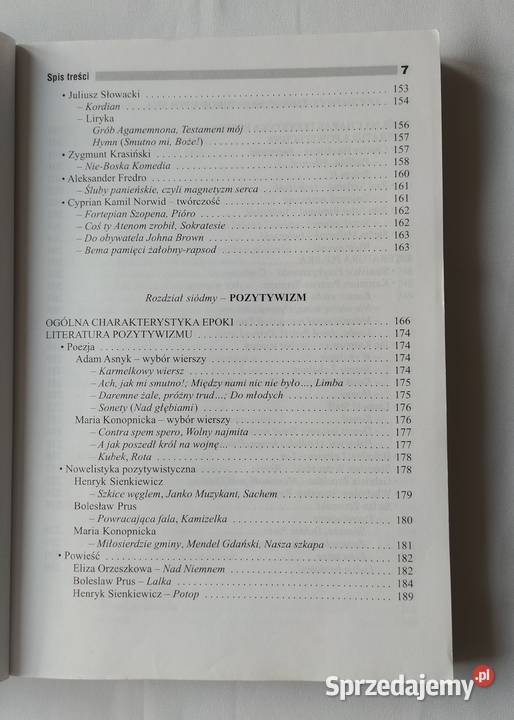 Spis treści 7
• Juliusz Słowacki 153
– Kordian 154
– Liryka
Grób Agamemnona, Testament mój 156
Hymn (Smutno mi, Boże!) 157
• Zygmunt Krasiński 157
– Nie-Boska Komedia 158
• Aleksander Fredro 160
– Śluby panieńskie, czyli magnetyzm serca 161
• Cyprian Kamil Norwid – twórczość 161
– Fortepian Szopena, Pióro 162
– Coś ty Atenom zrobił, Sokratesie 162
– Do obywatela Johna Brown 163
– Bema pamięci żałobny-rapsod 163
Rozdział siódmy – POZYTYWIZM
OGÓLNA CHARAKTERYSTYKA EPOKI 166
LITERATURA POZYTYWIZMU 174
• Poezja 174
Adam Asnyk – wybór wierszy 174
– Karmelkowy wiersz 174
– Ach, jak mi smutno!, Między nami nic nie było…, Limba 175
– Daremne żale, próżny trud…, Do młodych 175
– Sonety (Nad głębiami) 176
Maria Konopnicka – wybór wierszy 176
– Contra spem spero, Wolny najmita 177
– A jak poszedł król na wojnę… 177
– Kubek, Rota 178
• Nowelistyka pozytywistyczna 178
Henryk Sienkiewicz
– Szkice węglem, Janko Muzykant, Sachem 179
Bolesław Prus
– Powracająca fala, Kamizelka 180
Maria Konopnicka
– Miłosierdzie gminy, Mendel Gdański, Nasza szkapa 181
• Powieść 182
Eliza Orzeszkowa – Nad Niemnem 182
Bolesław Prus – Lalka 184
Henryk Sienkiewicz – Potop 189
Sprzedajemy.pl